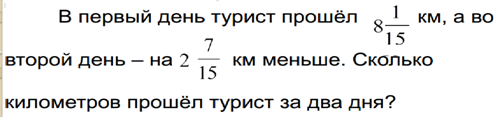 В первый день турист прошёл 8 1/15 км, а во
второй день – на 2 7/15 км меньше. Сколько
километров прошёл турист за два дня?